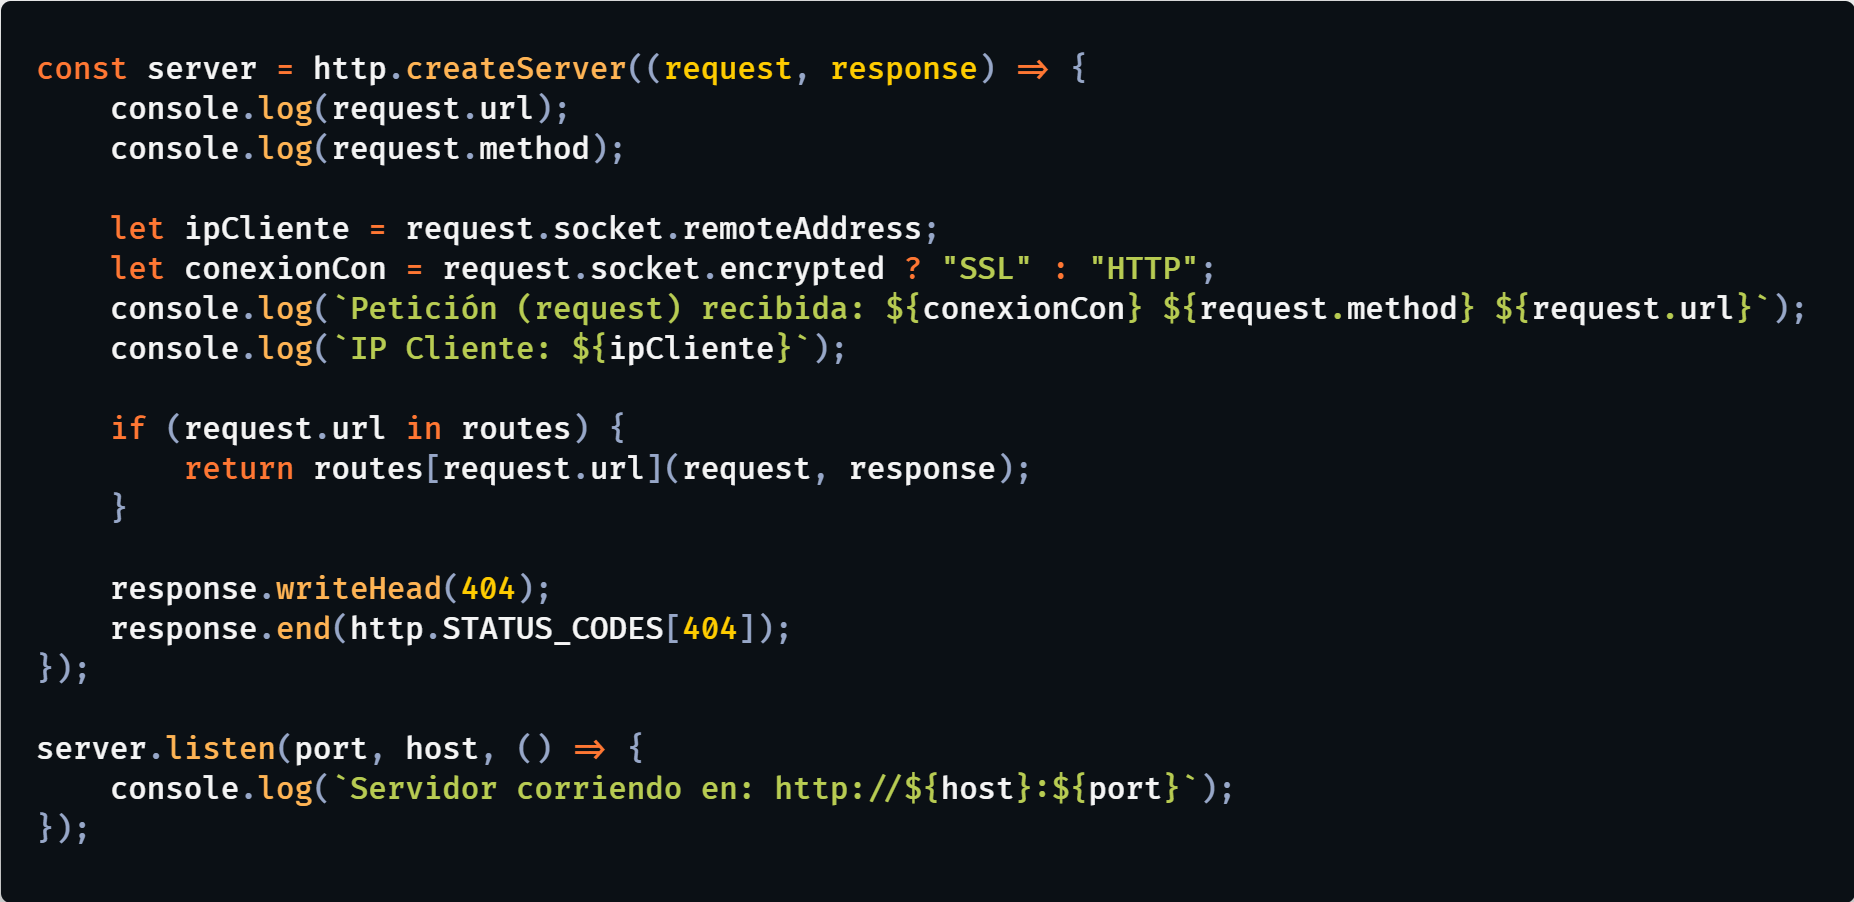 const server = http.createServer((request, response) => {
    console.log(request.url);
    console.log(request.method);

    let ipCliente = request.socket.remoteAddress;
    let conexionCon = request.socket.encrypted ? "SSL" : "HTTP";
    console.log(`Petición (request) recibida: ${conexionCon} ${request.method} ${request.url}`);
    console.log(`IP Cliente: ${ipCliente}`);

    if (request.url in routes) {
        return routes[request.url](request, response);
    }

    response.writeHead(404);
    response.end(http.STATUS_CODES[404]);
});

server.listen(port, host, () => {
    console.log(`Servidor corriendo en: http://${host}:${port}`);
});